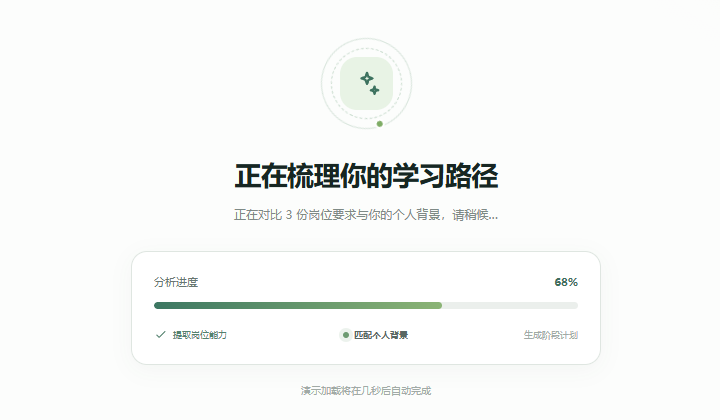 正在梳理你的学习路径
正在对比 3 份岗位要求与你的个人背景，请稍候...
分析进度 68%
提取岗位能力 匹配个人背景 生成阶段计划
演示加载将在几秒后自动完成